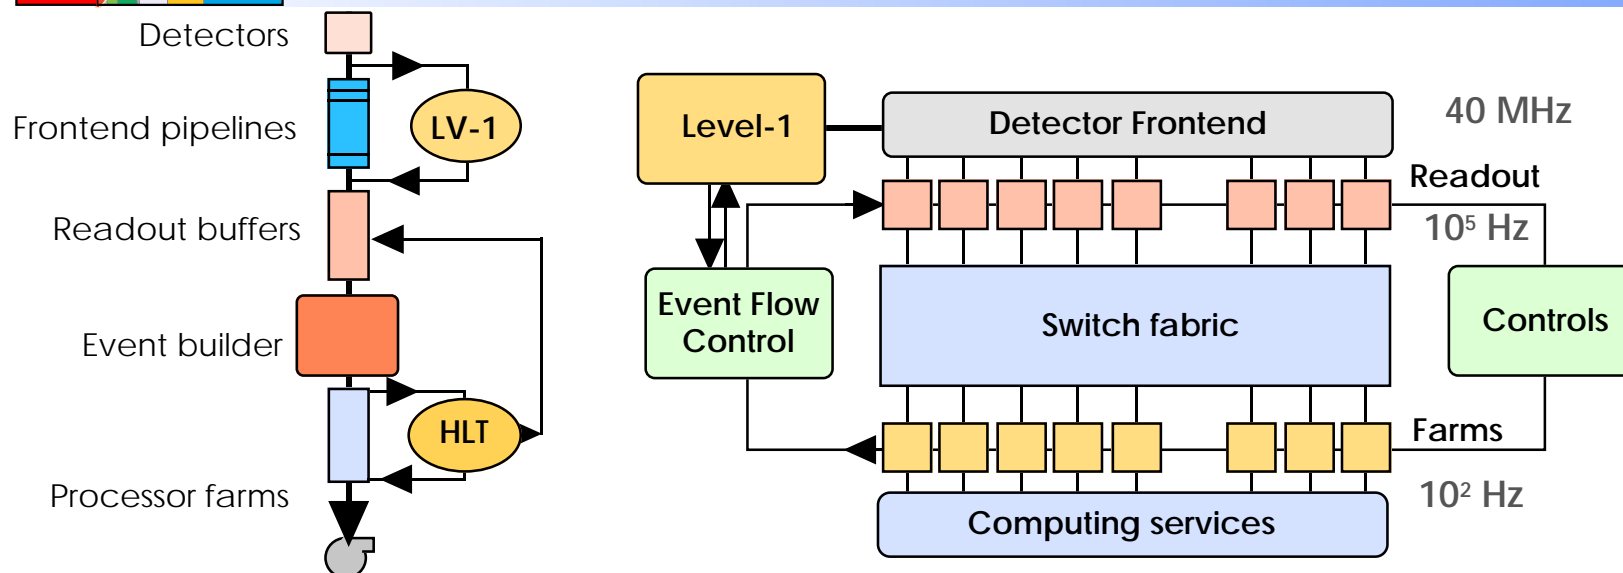 Detectors
Frontend pipelines
LV-1
Readout buffers
Event builder
HLT
Processor farms
Level-1
Detector Frontend
40 MHz
Readout
10⁵ Hz
Event Flow
Control
Switch fabric
Controls
Farms
10² Hz
Computing services